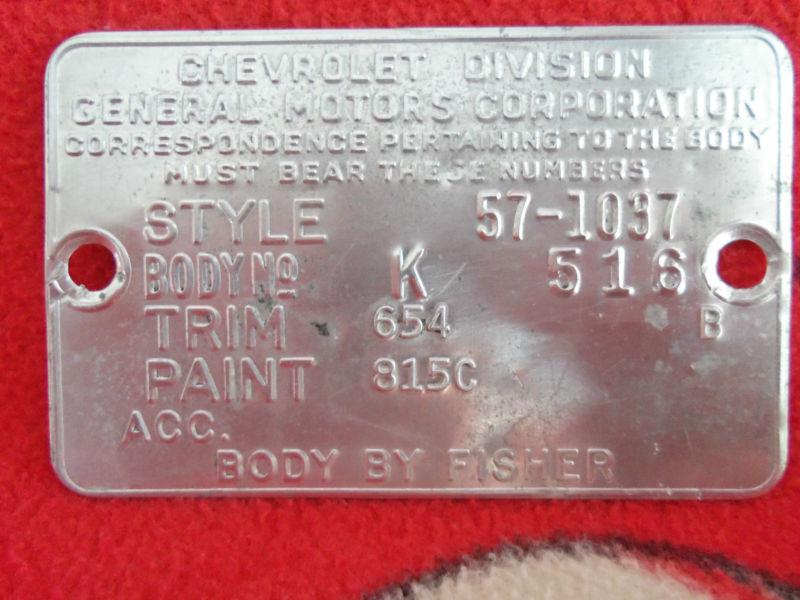 CHEVROLET DIVISION
GENERAL MOTORS CORPORATION
CORRESPONDENCE PERTAINING TO THE BODY
MUST BEAR THESE NUMBERS
STYLE 57-1037
BODY NO K 516
TRIM 654 B
PAINT 815C
ACC.
BODY BY FISHER